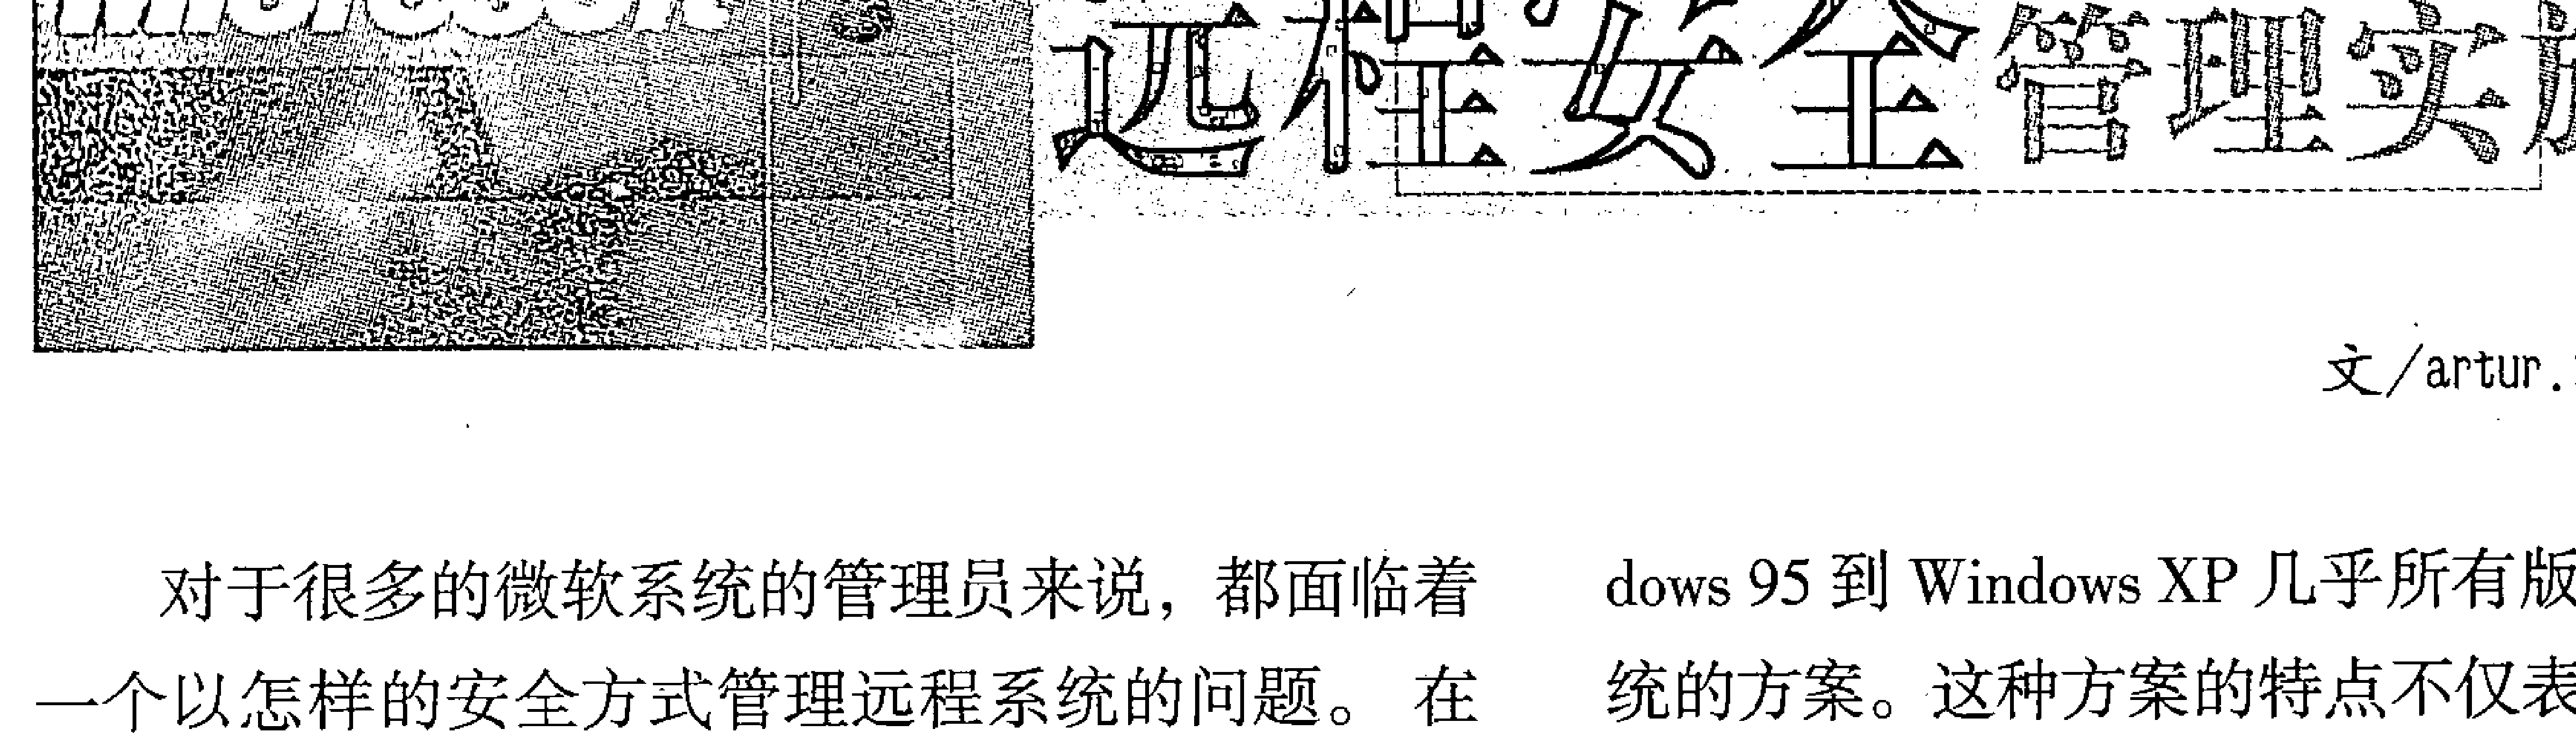 远程安全管理实施
文/artur.
对于很多的微软系统的管理员来说，都面临着
一个以怎样的安全方式管理远程系统的问题。 在
dows 95 到 Windows XP 几乎所有版
统的方案。这种方案的特点不仅表